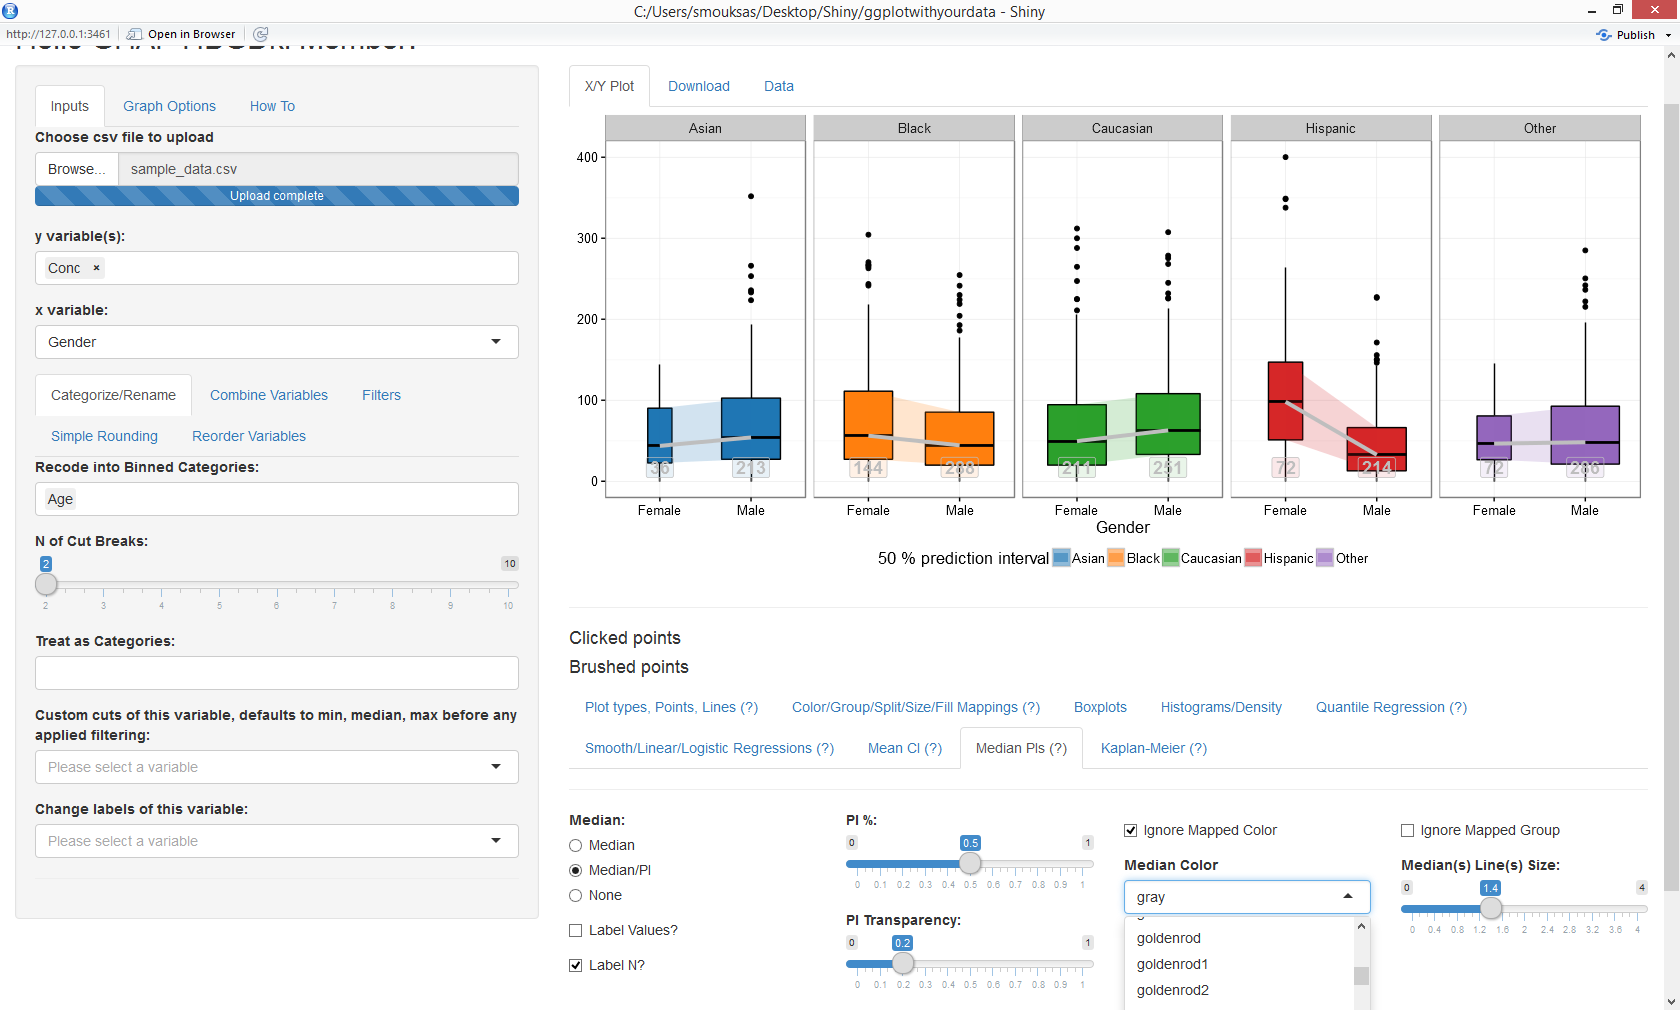 C:/Users/smouksas/Desktop/Shiny/ggplotwithyourdata - Shiny
http://127.0.0.1:3461 Open in Browser Publish
Inputs Graph Options How To
Choose csv file to upload
Browse... sample_data.csv
Upload complete
y variable(s):
Conc ×
x variable:
Gender
Categorize/Rename Combine Variables Filters
Simple Rounding Reorder Variables
Recode into Binned Categories:
Age
N of Cut Breaks:
2 10
2 3 4 5 6 7 8 9 10
Treat as Categories:
Custom cuts of this variable, defaults to min, median, max before any
applied filtering:
Please select a variable
Change labels of this variable:
Please select a variable
X/Y Plot Download Data
Asian Black Caucasian Hispanic Other
400
300
200
100
0
36 213 144 288 211 251 72 214 72 286
Female Male Female Male Female Male Female Male Female Male
Gender
50 % prediction interval Asian Black Caucasian Hispanic Other
Clicked points
Brushed points
Plot types, Points, Lines (?) Color/Group/Split/Size/Fill Mappings (?) Boxplots Histograms/Density Quantile Regression (?)
Smooth/Linear/Logistic Regressions (?) Mean CI (?) Median PIs (?) Kaplan-Meier (?)
Median:
Median
Median/PI
None
Label Values?
Label N?
PI %:
0 0.5 1
0 0.1 0.2 0.3 0.4 0.5 0.6 0.7 0.8 0.9 1
PI Transparency:
0 0.2 1
0 0.1 0.2 0.3 0.4 0.5 0.6 0.7 0.8 0.9 1
Ignore Mapped Color
Median Color
gray
goldenrod
goldenrod1
goldenrod2
Ignore Mapped Group
Median(s) Line(s) Size:
0 1.4 4
0 0.4 0.8 1.2 1.6 2 2.4 2.8 3.2 3.6 4